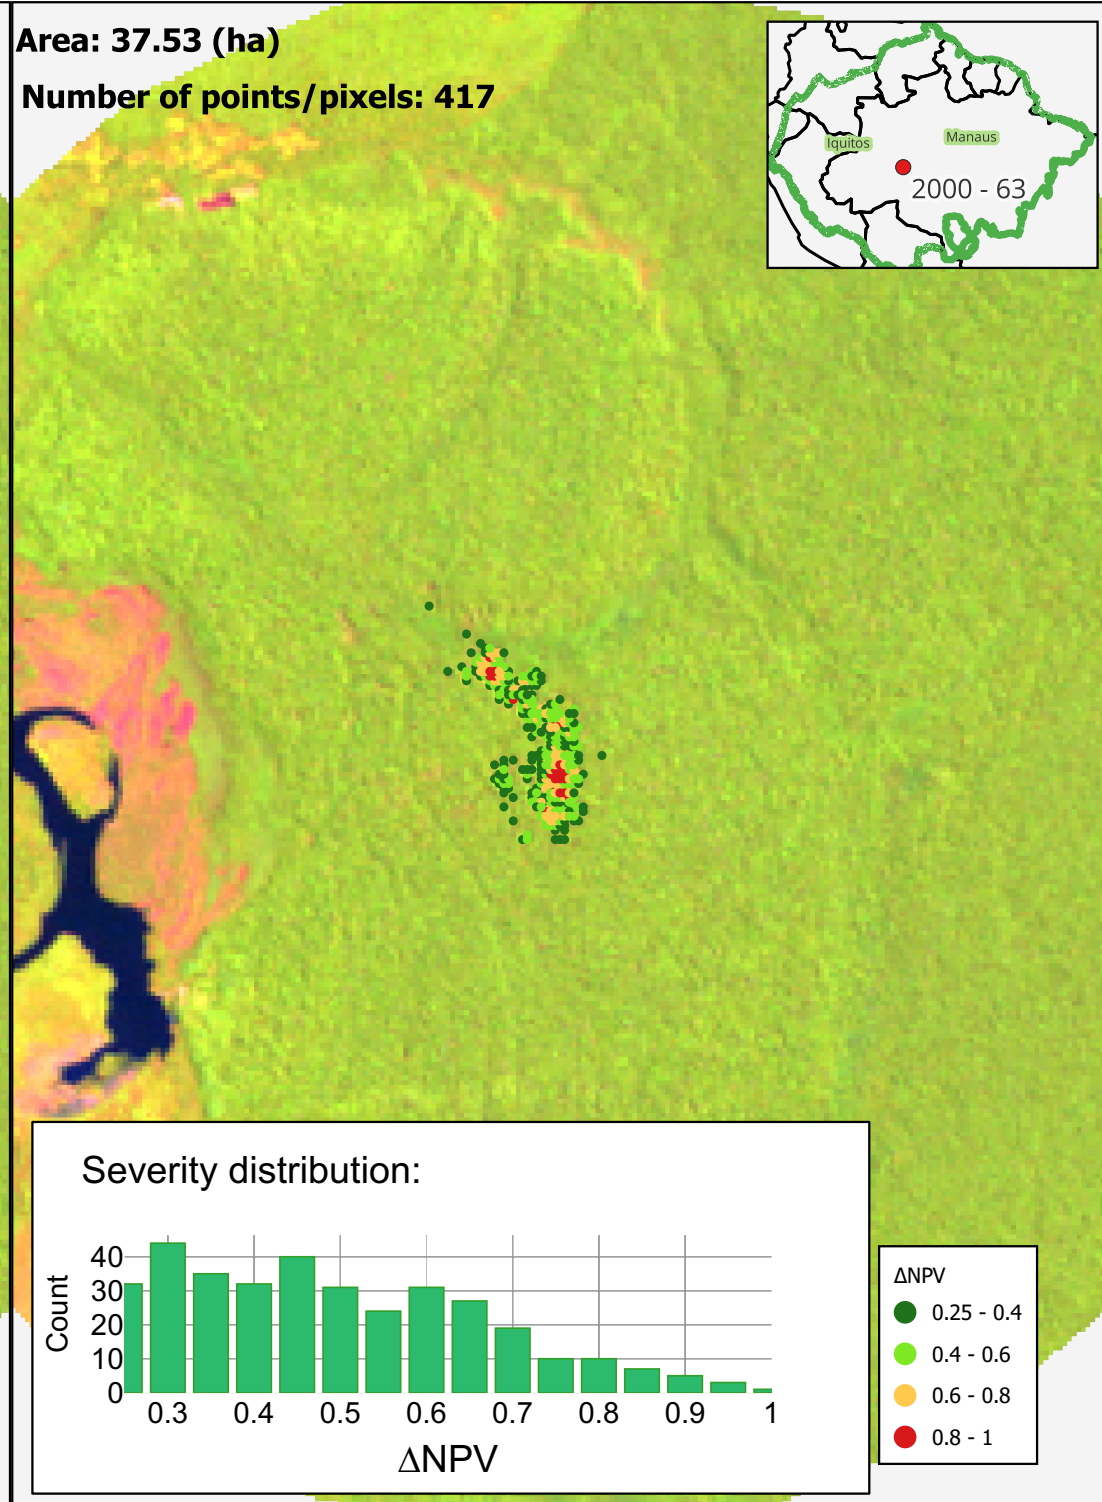 Area: 37.53 (ha)
Number of points/pixels: 417
Iquitos
Manaus
2000 - 63
Severity distribution:
Count
40
30
20
10
0
0.3 0.4 0.5 0.6 0.7 0.8 0.9 1
ΔNPV
ΔNPV
0.25 - 0.4
0.4 - 0.6
0.6 - 0.8
0.8 - 1